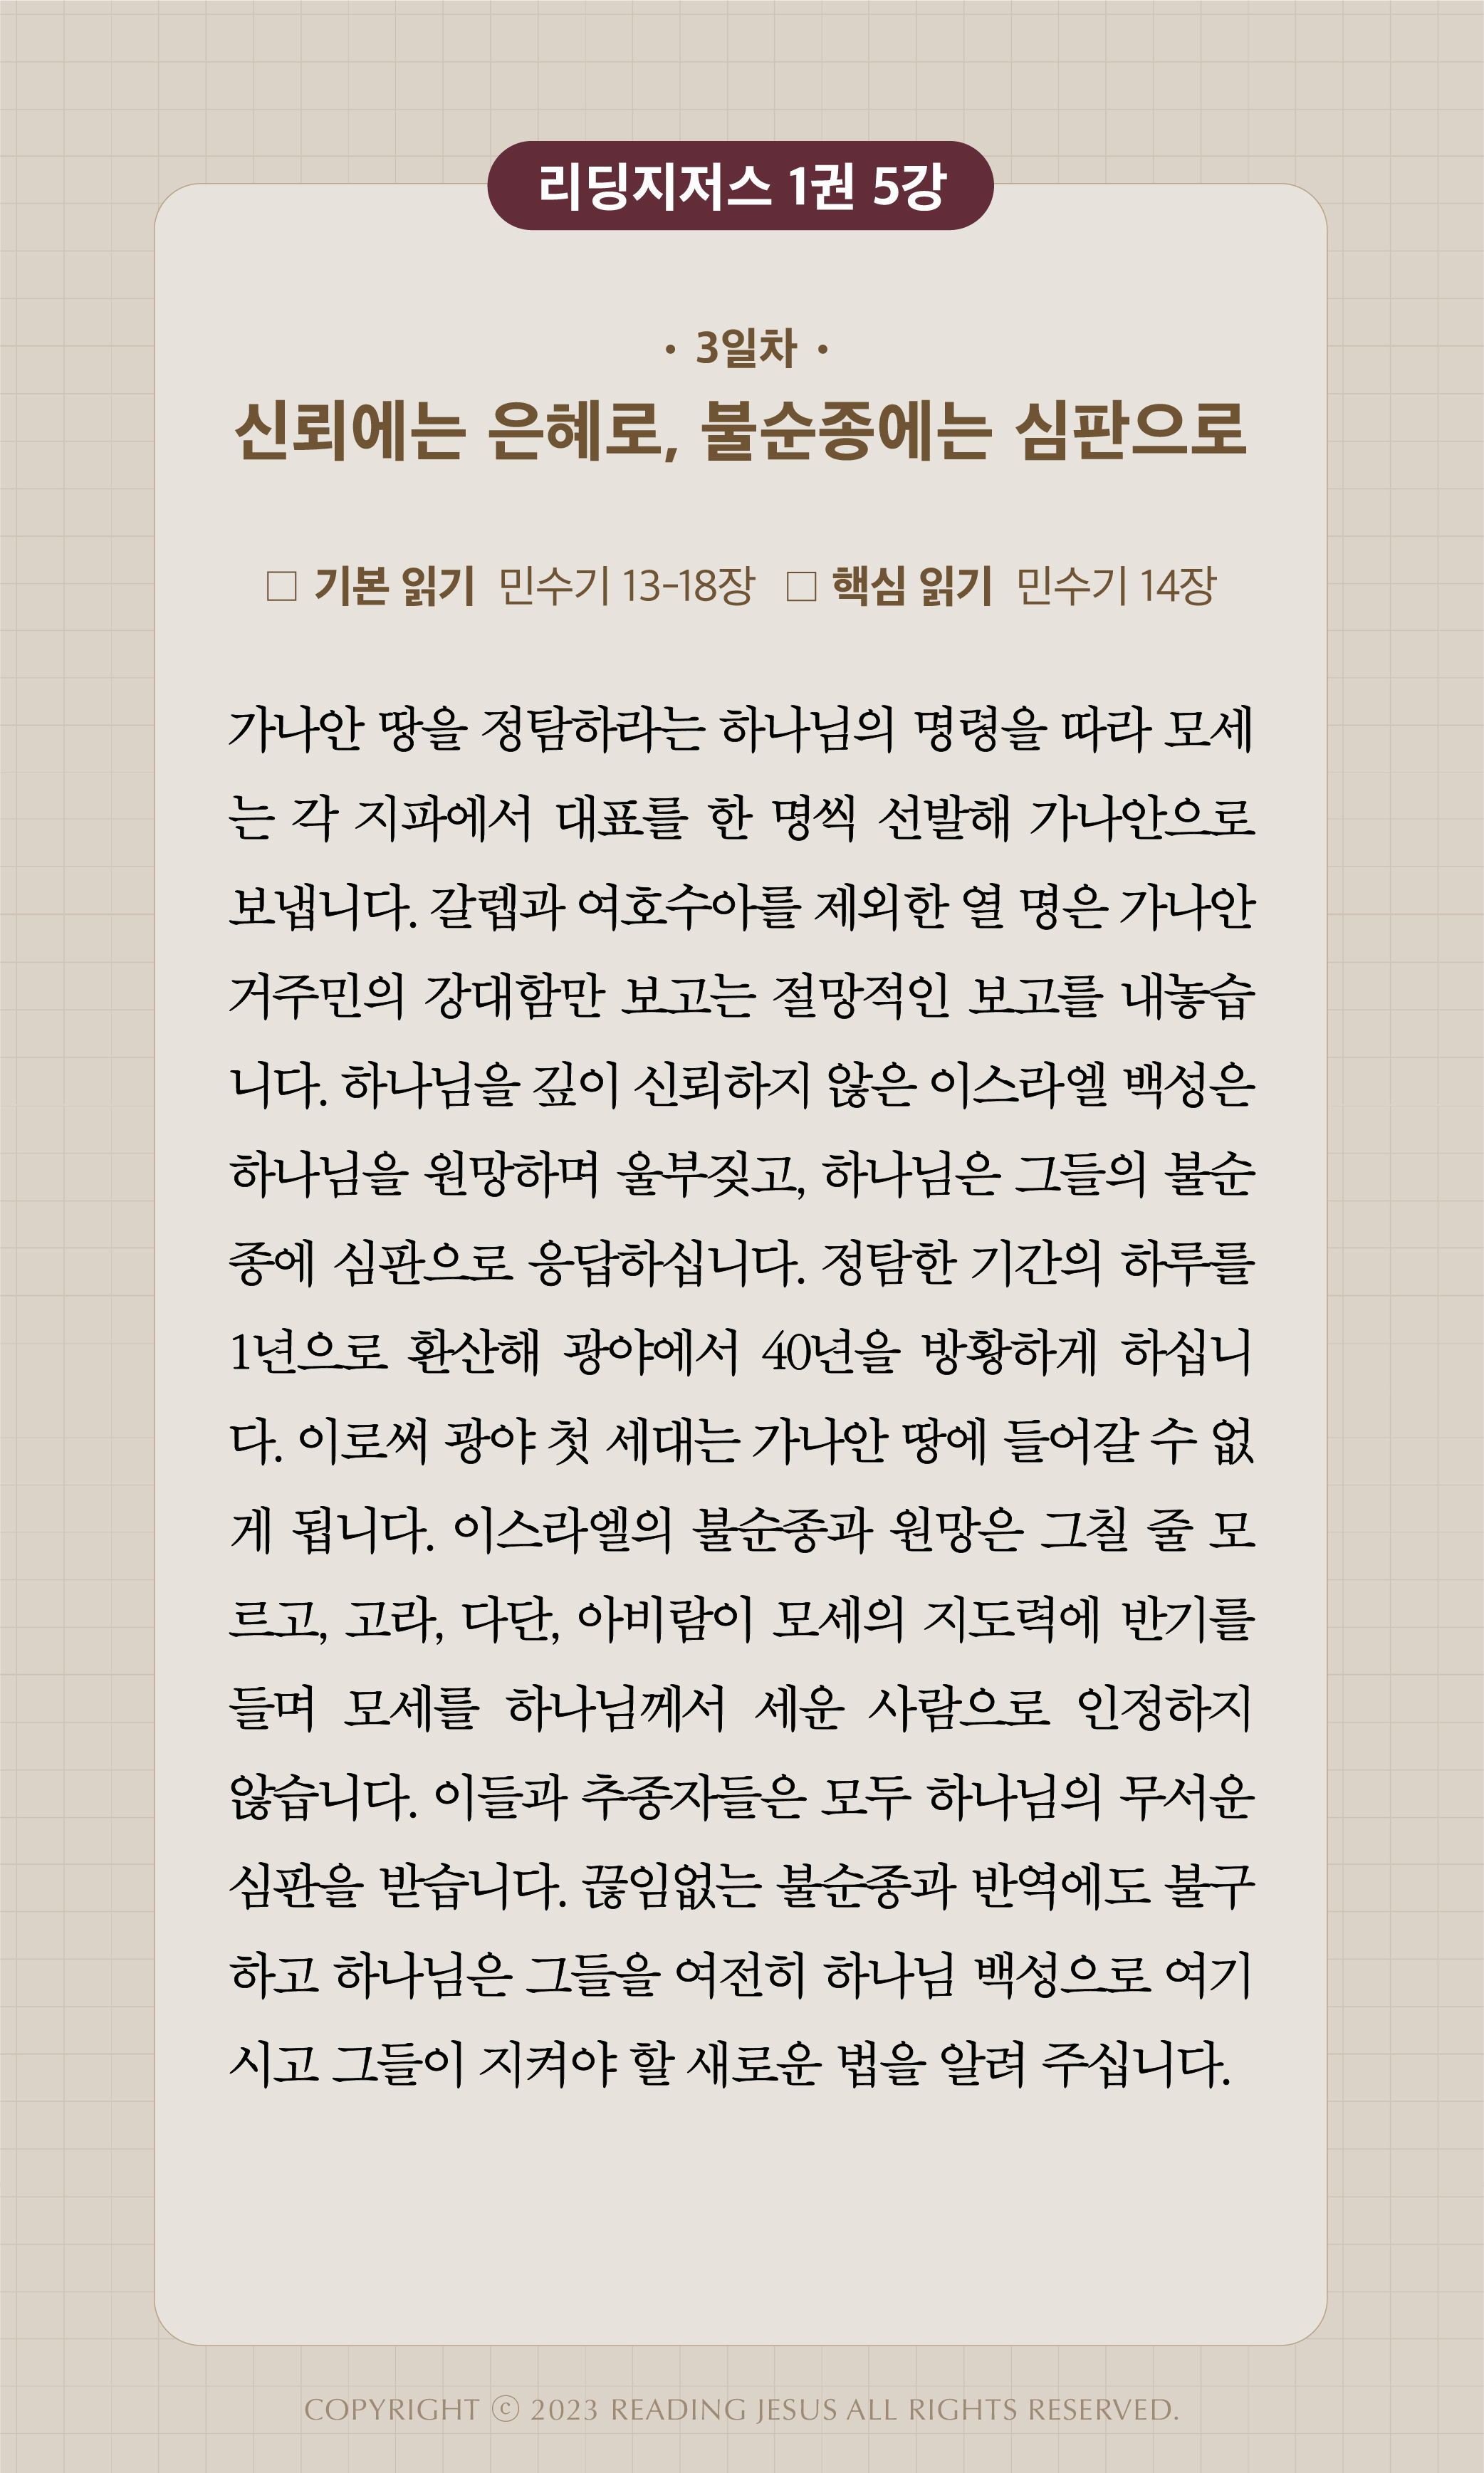 리딩지저스 1권 5강
· 3일차 ·
신뢰에는 은혜로, 불순종에는 심판으로
□ 기본 읽기 민수기 13-18장 □ 핵심 읽기 민수기 14장
가나안 땅을 정탐하라는 하나님의 명령을 따라 모세
는 각 지파에서 대표를 한 명씩 선발해 가나안으로
보냅니다. 갈렙과 여호수아를 제외한 열 명은 가나안
거주민의 강대함만 보고는 절망적인 보고를 내놓습
니다. 하나님을 깊이 신뢰하지 않은 이스라엘 백성은
하나님을 원망하며 울부짖고, 하나님은 그들의 불순
종에 심판으로 응답하십니다. 정탐한 기간의 하루를
1년으로 환산해 광야에서 40년을 방황하게 하십니
다. 이로써 광야 첫 세대는 가나안 땅에 들어갈 수 없
게 됩니다. 이스라엘의 불순종과 원망은 그칠 줄 모
르고, 고라, 다단, 아비람이 모세의 지도력에 반기를
들며 모세를 하나님께서 세운 사람으로 인정하지
않습니다. 이들과 추종자들은 모두 하나님의 무서운
심판을 받습니다. 끊임없는 불순종과 반역에도 불구
하고 하나님은 그들을 여전히 하나님 백성으로 여기
시고 그들이 지켜야 할 새로운 법을 알려 주십니다.
COPYRIGHT ⓒ 2023 READING JESUS ALL RIGHTS RESERVED.